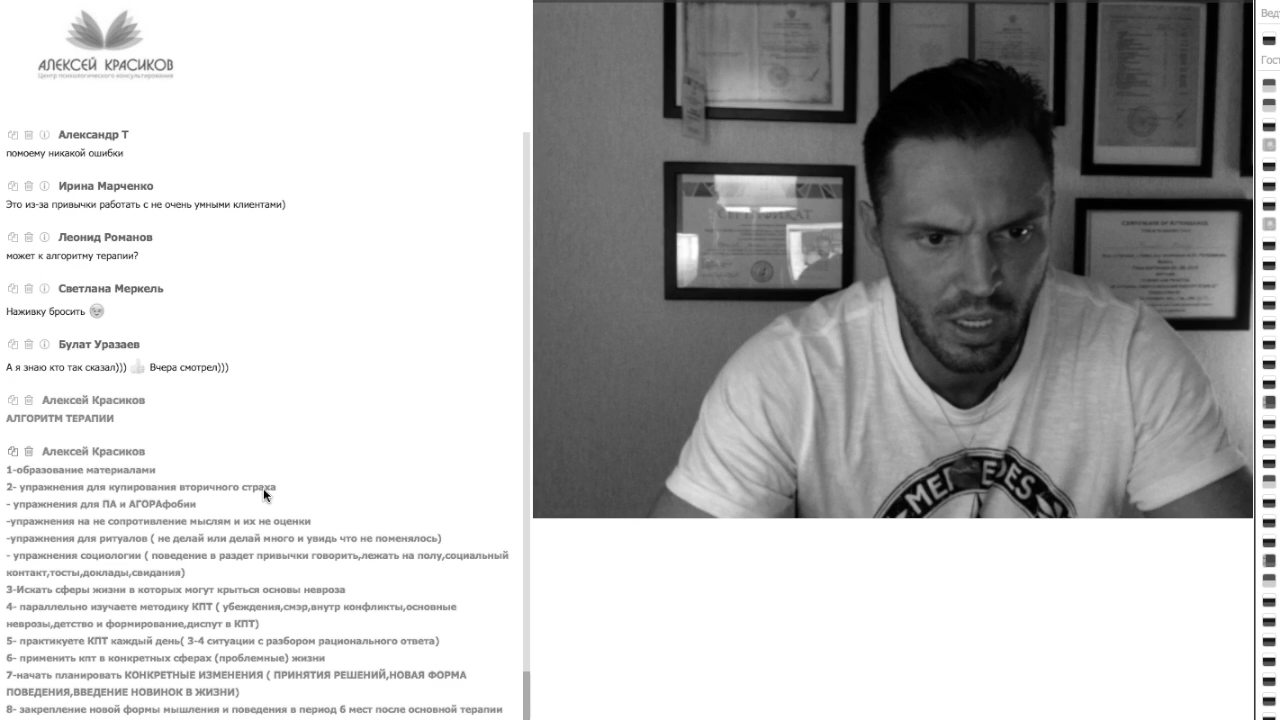 АЛЕКСЕЙ КРАСИКОВ
Центр психологического консультирования
Александр Т
помоему никакой ошибки
Ирина Марченко
Это из-за привычки работать с не очень умными клиентами)
Леонид Романов
может к алгоритму терапии?
Светлана Меркель
Наживку бросить
Булат Уразаев
А я знаю кто так сказал))) Вчера смотрел)))
Алексей Красиков
АЛГОРИТМ ТЕРАПИИ
Алексей Красиков
1-образование материалами
2- упражнения для купирования вторичного страха
- упражнения для ПА и АГОРАфобии
-упражнения на не сопротивление мыслям и их не оценки
-упражнения для ритуалов ( не делай или делай много и увидь что не поменялось)
- упражнения социологии ( поведение в раздет привычки говорить,лежать на полу,социальный
контакт,тосты,доклады,свидания)
3-Искать сферы жизни в которых могут крыться основы невроза
4- параллельно изучаете методику КПТ ( убеждения,смэр,внутр конфликты,основные
неврозы,детство и формирование,диспут в КПТ)
5- практикуете КПТ каждый день( 3-4 ситуации с разбором рационального ответа)
6- применить кпт в конкретных сферах (проблемные) жизни
7-начать планировать КОНКРЕТНЫЕ ИЗМЕНЕНИЯ ( ПРИНЯТИЯ РЕШЕНИЙ,НОВАЯ ФОРМА
ПОВЕДЕНИЯ,ВВЕДЕНИЕ НОВИНОК В ЖИЗНИ)
8- закрепление новой формы мышления и поведения в период 6 мест после основной терапии
СЕРТИФИКАТ
CERTIFICATE OF ATTENDANCE
Вед
Гост